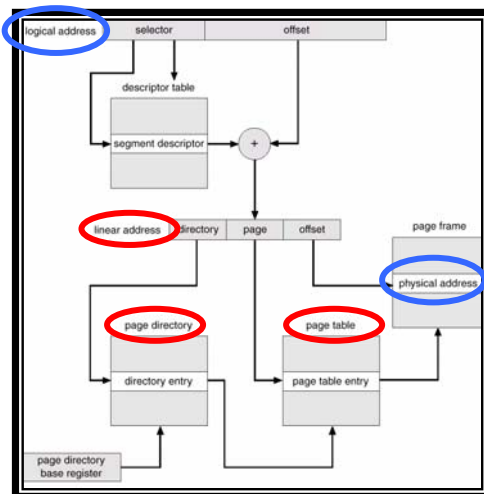 logical address
selector
offset
descriptor table
segment descriptor
+
linear address
directory
page
offset
page frame
physical address
page directory
page table
directory entry
page table entry
page directory
base register